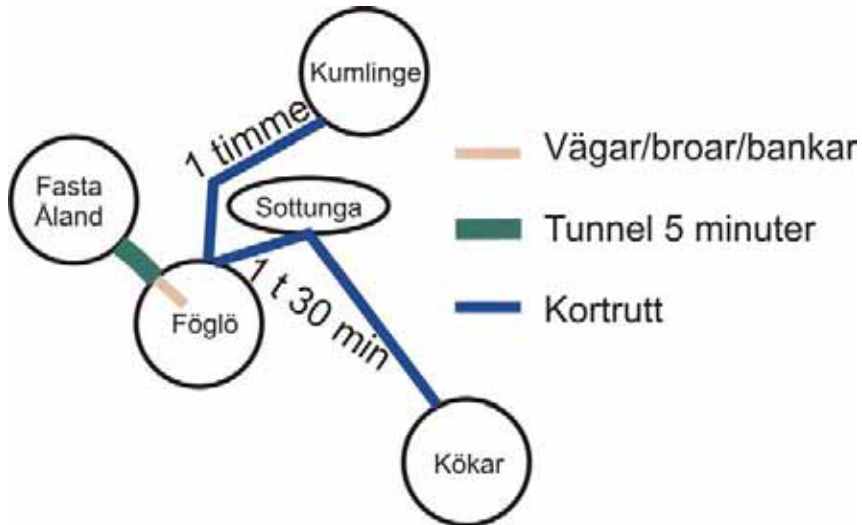 Kumlinge
1 timme
Fasta
Åland
Sottunga
Föglö
1 t 30 min
Kökar
Vägar/broar/bankar
Tunnel 5 minuter
Kortrutt